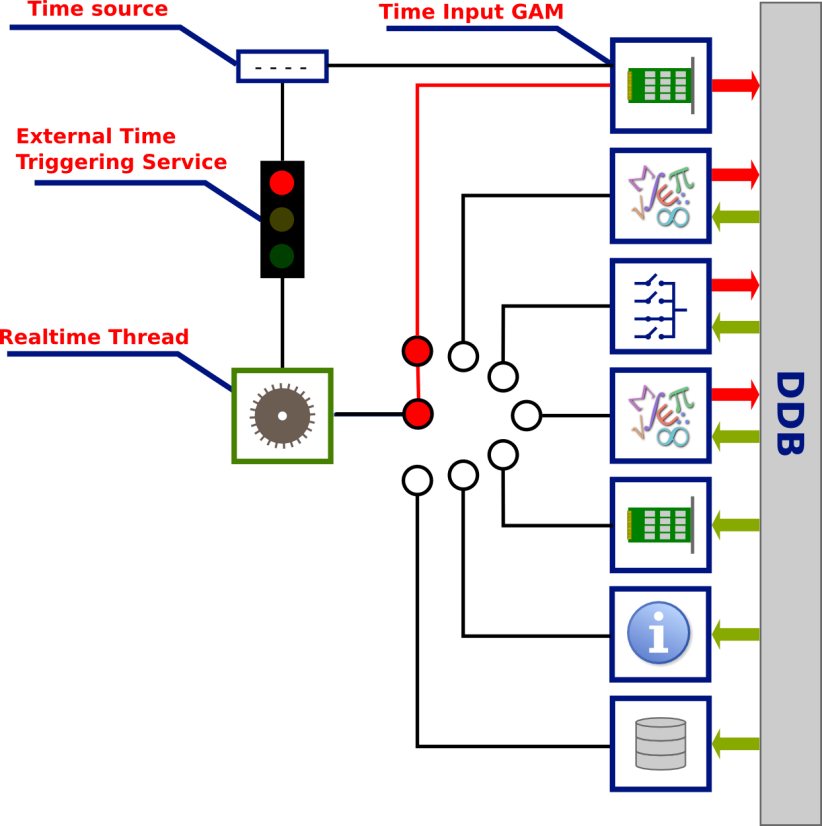 Time source
Time Input GAM
- - - -
External Time
Triggering Service
Realtime Thread
DDB
i